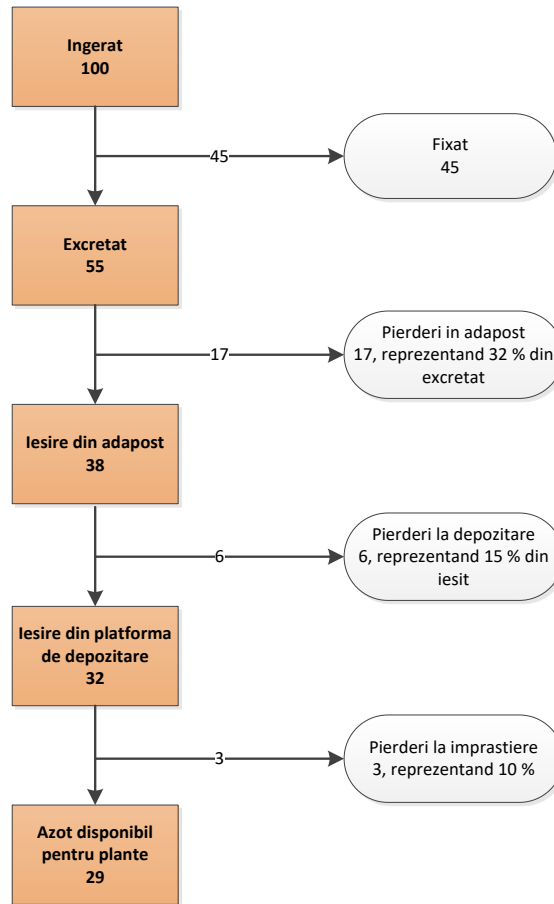 Ingerat
100
45
Fixat
45
Excretat
55
17
Pierderi in adapost
17, reprezentand 32 % din
excretat
Iesire din adapost
38
6
Pierderi la depozitare
6, reprezentand 15 % din
iesit
Iesire din platforma
de depozitare
32
3
Pierderi la imprastiere
3, reprezentand 10 %
Azot disponibil
pentru plante
29